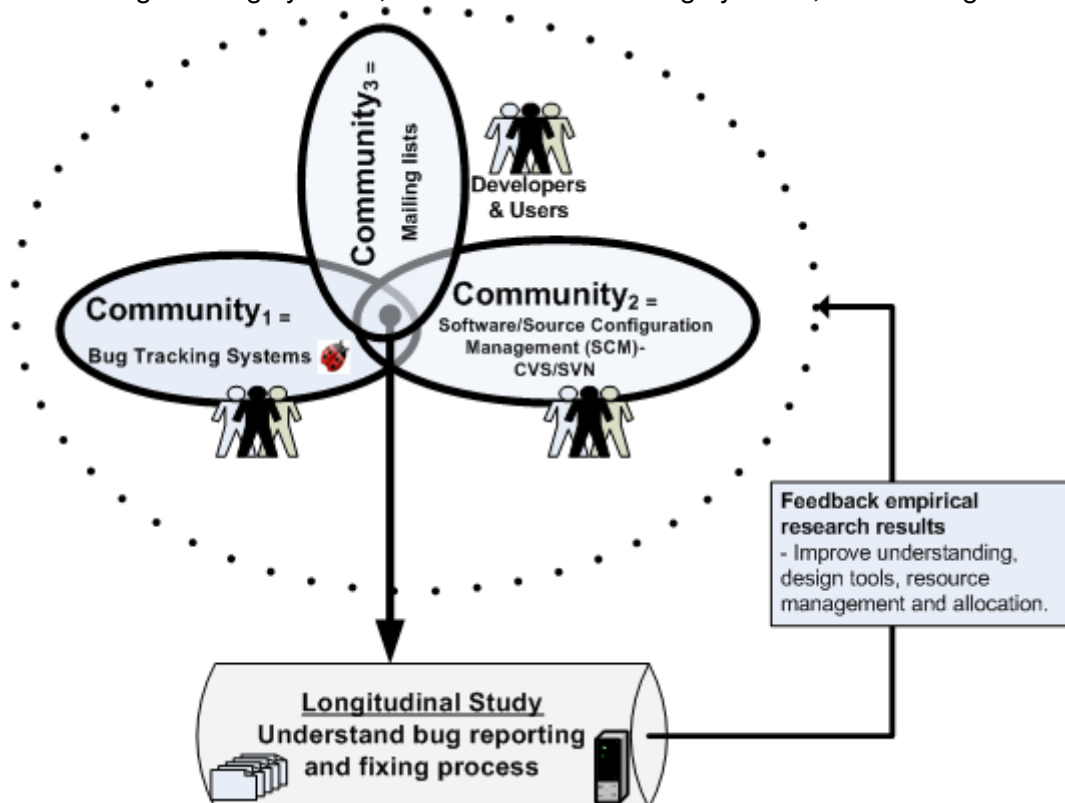 Community3 =
Mailing lists
Developers
& Users
Community1 =
Bug Tracking Systems
Community2 =
Software/Source Configuration
Management (SCM)-
CVS/SVN
Feedback empirical
research results
- Improve understanding,
design tools, resource
management and allocation.
Longitudinal Study
Understand bug reporting
and fixing process